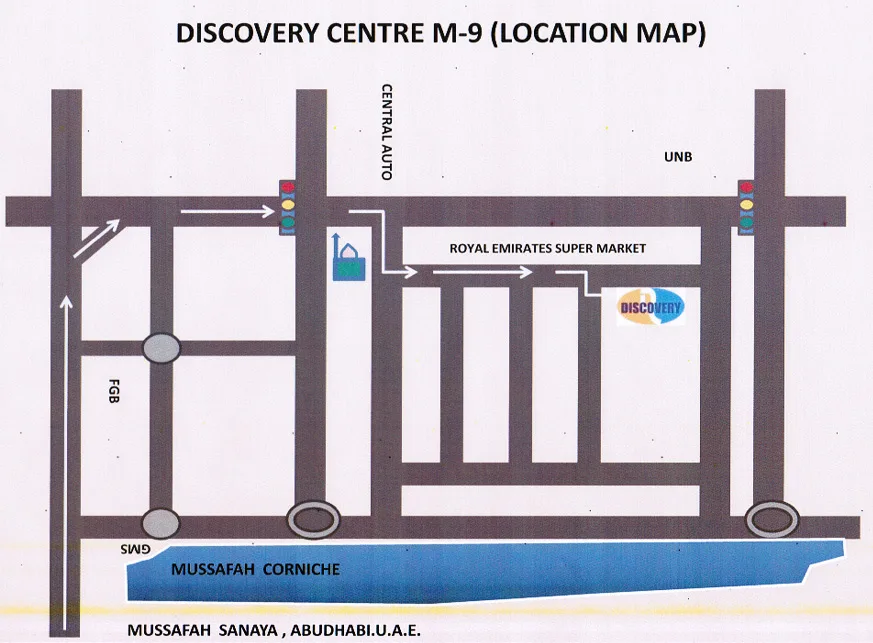 DISCOVERY CENTRE M-9 (LOCATION MAP)
CENTRAL AUTO
UNB
ROYAL EMIRATES SUPER MARKET
DISCOVERY
FGB
GMS
MUSSAFAH CORNICHE
MUSSAFAH SANAYA , ABUDHABI.U.A.E.